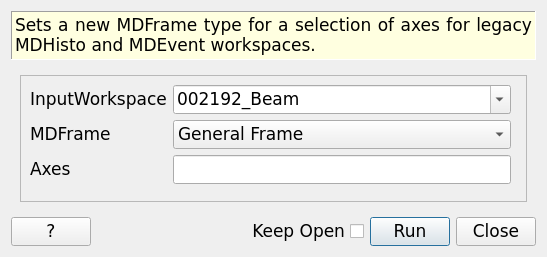 Sets a new MDFrame type for a selection of axes for legacy
MDHisto and MDEvent workspaces.
InputWorkspace 002192_Beam
MDFrame General Frame
Axes
? Keep Open Run Close